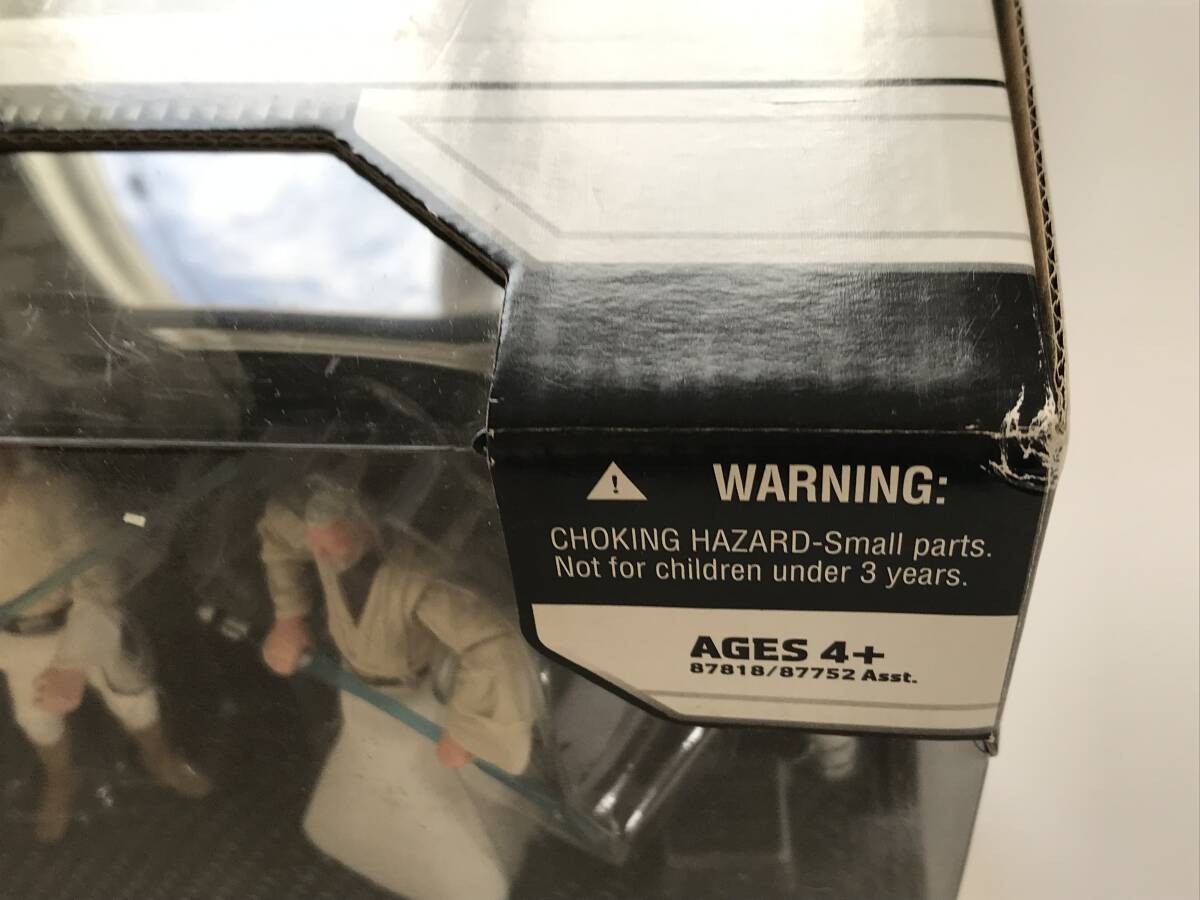 WARNING:
CHOKING HAZARD-Small parts.
Not for children under 3 years.
AGES 4+
87818/87752 Asst.